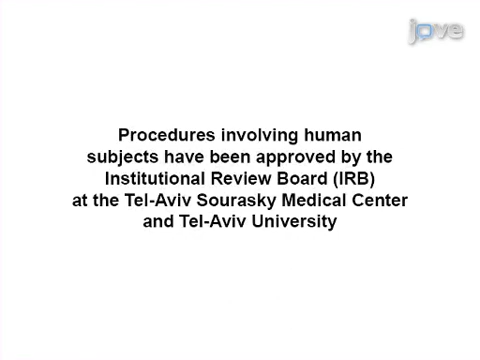 jove
Procedures involving human
subjects have been approved by the
Institutional Review Board (IRB)
at the Tel-Aviv Sourasky Medical Center
and Tel-Aviv University